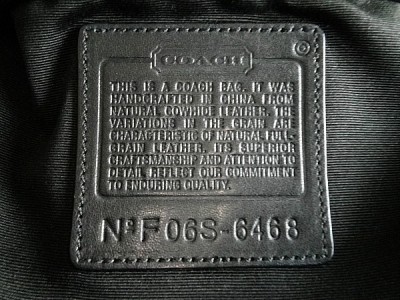 COACH ©
THIS IS A COACH BAG. IT WAS
HANDCRAFTED IN CHINA FROM
NATURAL COWHIDE LEATHER. THE
VARIATIONS IN THE GRAIN ARE
CHARACTERISTIC OF NATURAL FULL-
GRAIN LEATHER. ITS SUPERIOR
CRAFTSMANSHIP AND ATTENTION TO
DETAIL REFLECT OUR COMMITMENT
TO ENDURING QUALITY.
Nº F06S-6468